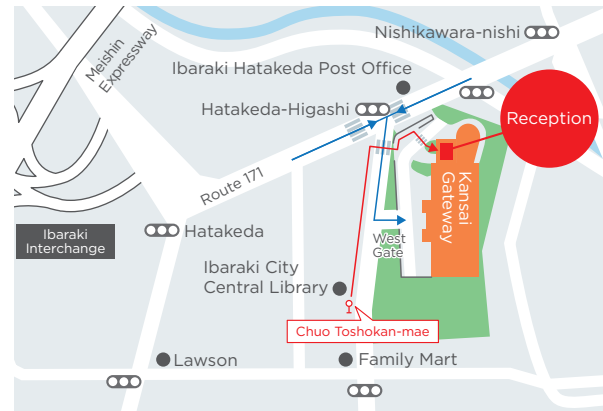 Nishikawara-nishi
Meishin
Expressway
Ibaraki Hatakeda Post Office
Hatakeda-Higashi
Reception
Route 171
Kansai
Gateway
Ibaraki
Interchange
Hatakeda
West
Gate
Ibaraki City
Central Library
Chuo Toshokan-mae
Lawson
Family Mart